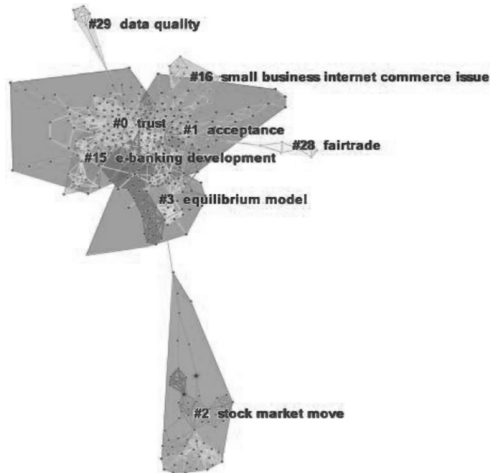 #29 data quality
#16 small business internet commerce issue
#0 trust
#1 acceptance
#28 fairtrade
#15 e-banking development
#3 equilibrium model
#2 stock market move